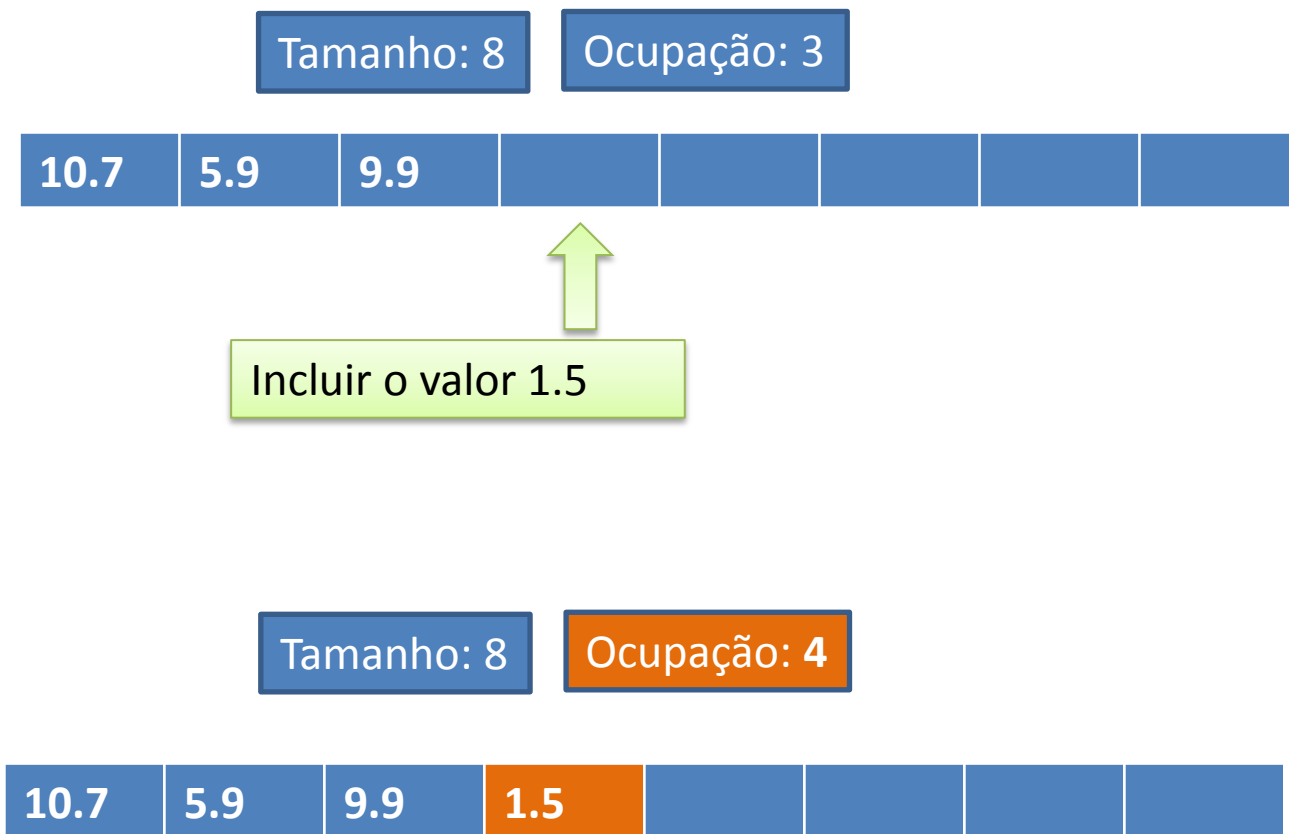 Tamanho: 8 Ocupação: 3
10.7 5.9 9.9
Incluir o valor 1.5
Tamanho: 8 Ocupação: 4
10.7 5.9 9.9 1.5